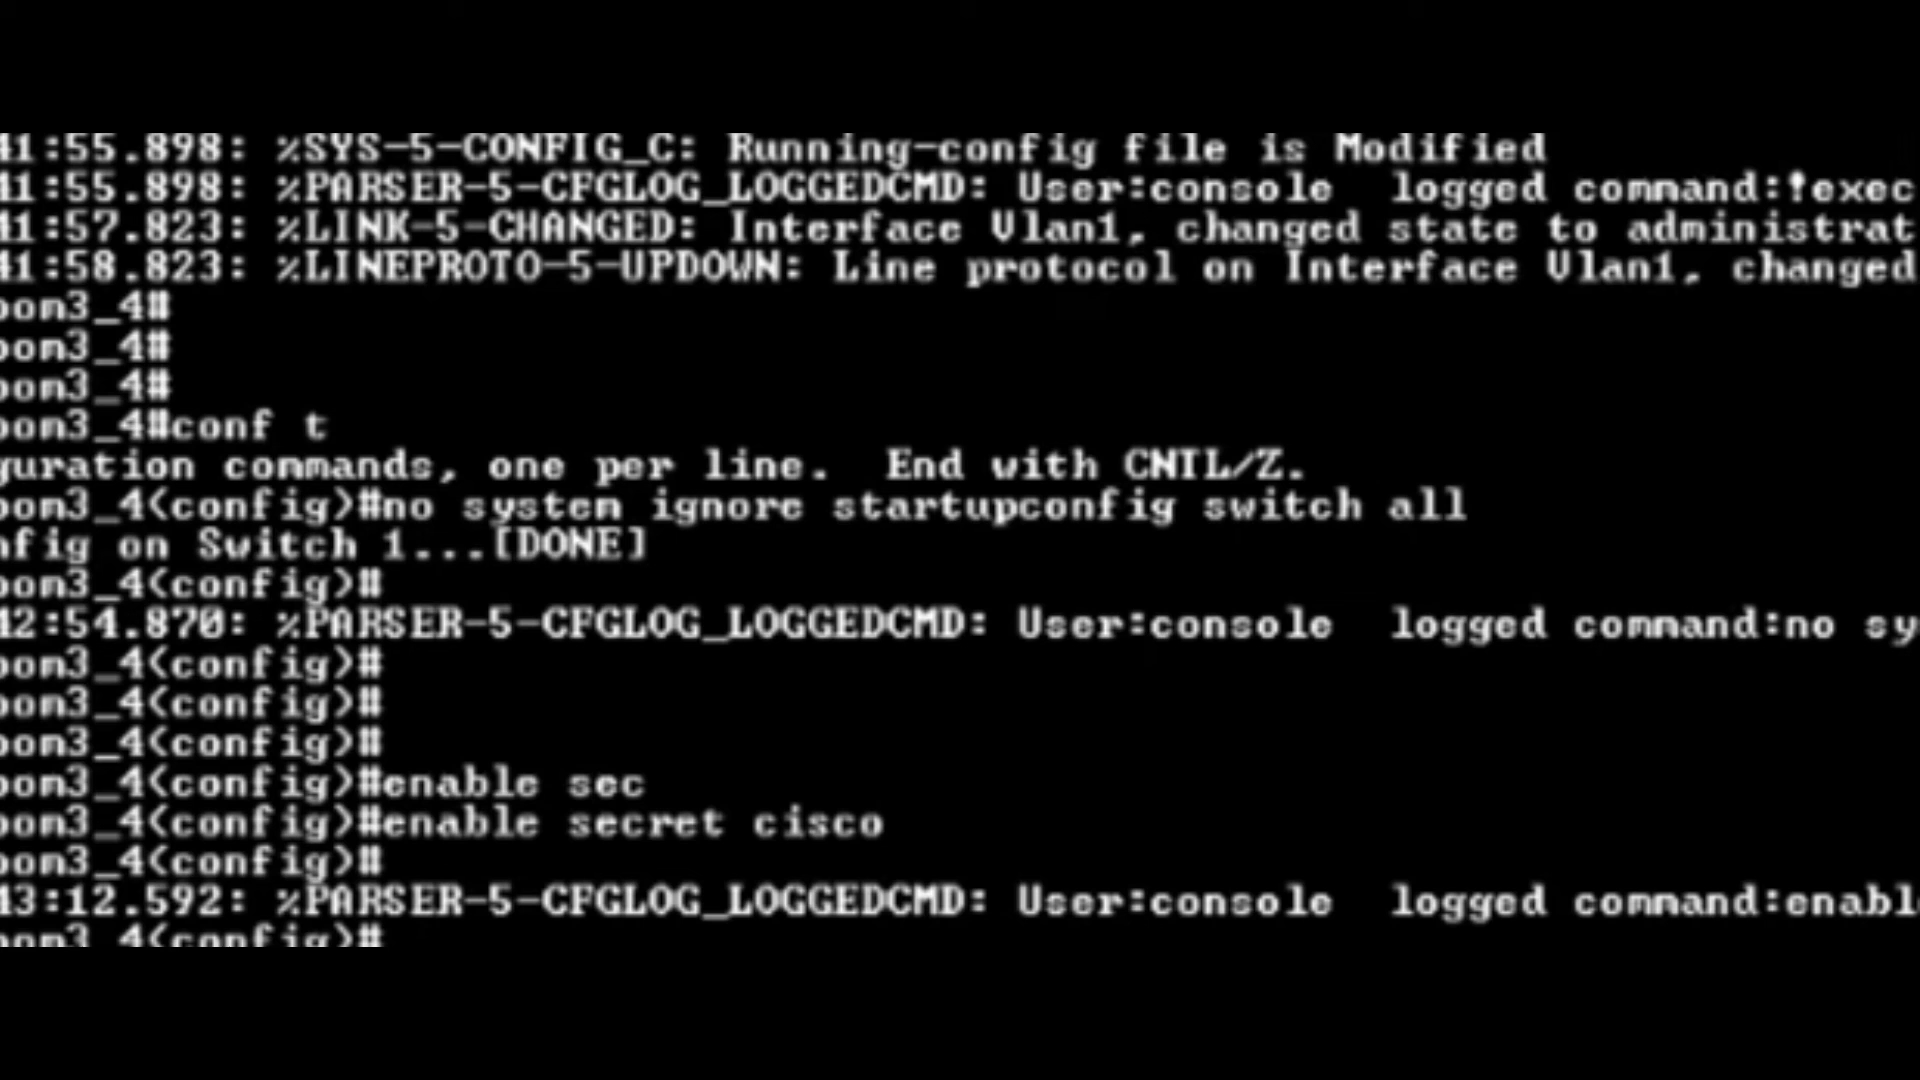 41:55.898: %SYS-5-CONFIG_C: Running-config file is Modified
41:55.898: %PARSER-5-CFGLOG_LOGGEDCMD: User:console  logged command:!exec
41:57.823: %LINK-5-CHANGED: Interface Vlan1, changed state to administrat
41:58.823: %LINEPROTO-5-UPDOWN: Line protocol on Interface Vlan1, changed
oom3_4#
oom3_4#
oom3_4#
oom3_4#conf t
guration commands, one per line.  End with CNTL/Z.
oom3_4(config)#no system ignore startupconfig switch all
nfig on Switch 1...[DONE]
oom3_4(config)#
42:54.870: %PARSER-5-CFGLOG_LOGGEDCMD: User:console  logged command:no sy
oom3_4(config)#
oom3_4(config)#
oom3_4(config)#
oom3_4(config)#enable sec
oom3_4(config)#enable secret cisco
oom3_4(config)#
43:12.592: %PARSER-5-CFGLOG_LOGGEDCMD: User:console  logged command:enable
oom3_4(config)#